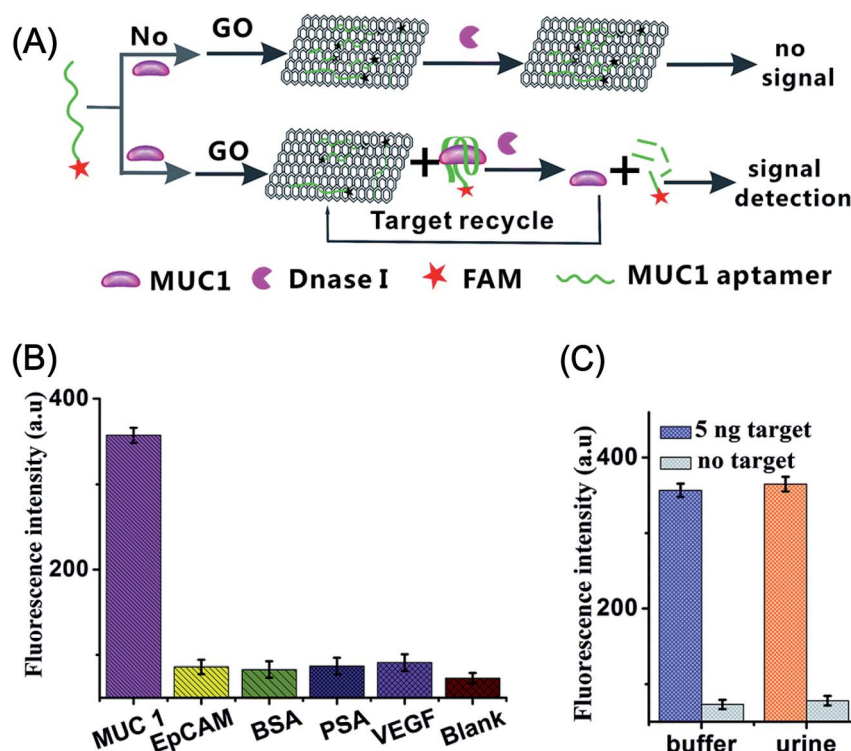 (A)
No
GO
no
signal
GO
signal
detection
Target recycle
MUC1
Dnase I
FAM
MUC1 aptamer
(B)
Fluorescence intensity (a.u)
400
200
MUC 1
EpCAM
BSA
PSA
VEGF
Blank
(C)
Fluorescence intensity (a.u)
400
200
5 ng target
no target
buffer
urine